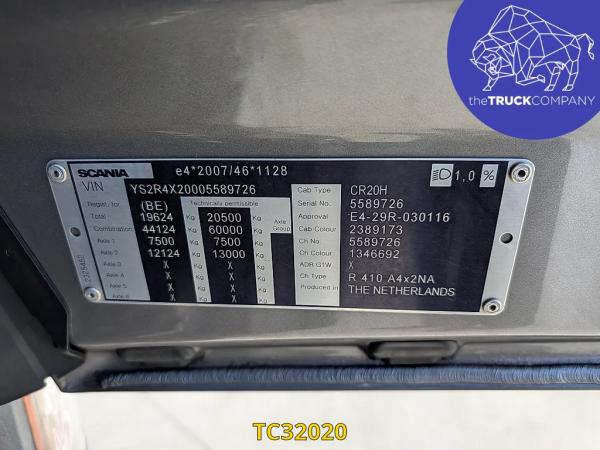 theTRUCKCOMPANY
SCANIA e4*2007/46*1128 1,0 %
VIN YS2R4X20005589726 Cab Type CR20H
Regist. for (BE) Technically permissible Serial No. 5589726
Total 19624 Kg 20500 Kg Approval E4-29R-030116
Combination 44124 Kg 60000 Kg Axle Group Cab Colour 2389173
Axle 1 7500 Kg 7500 Kg Ch No 5589726
Axle 2 12124 Kg 13000 Kg Ch Colour 1346692
Axle 3 X Kg X Kg ADR G1W X
Axle 4 X Kg X Kg Ch Type R 410 A4x2NA
Axle 5 X Kg X Kg Produced in THE NETHERLANDS
Axle 6 X Kg X Kg
TC32020